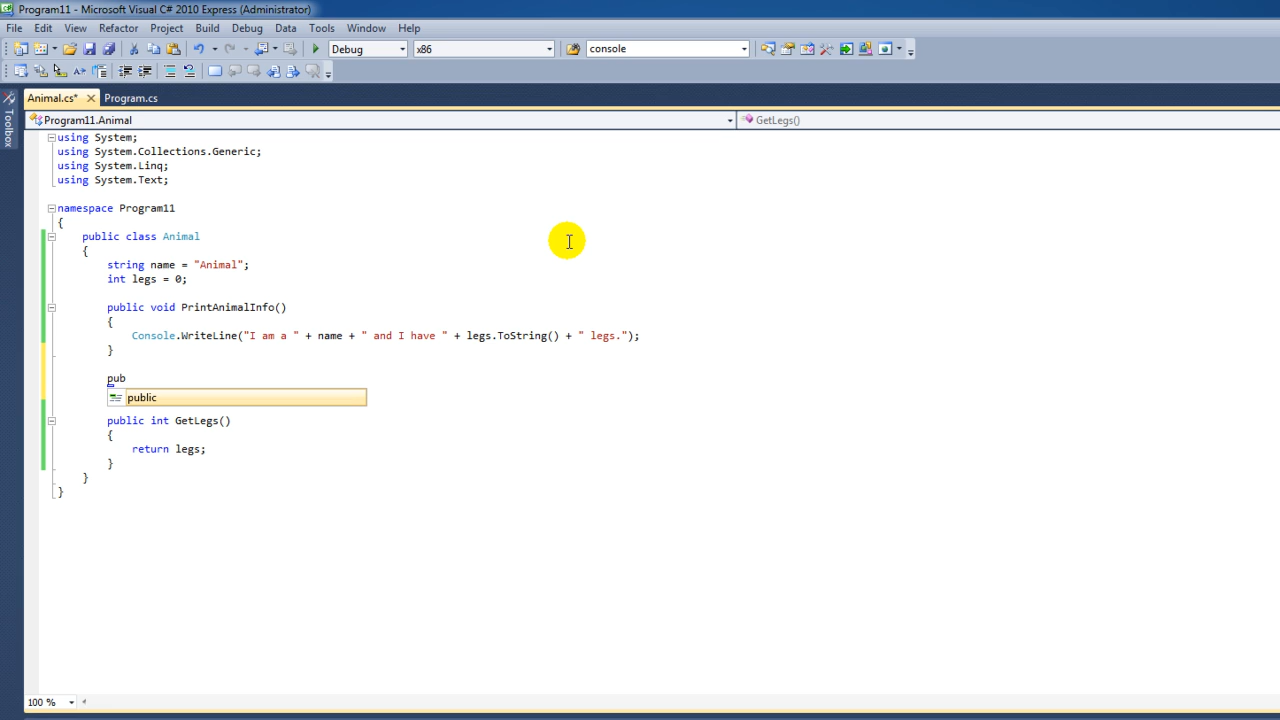 Program11 - Microsoft Visual C# 2010 Express (Administrator)
File Edit View Refactor Project Build Debug Data Tools Window Help
Debug x86 console
Toolbox
Animal.cs* Program.cs
Program11.Animal GetLegs()
using System;
using System.Collections.Generic;
using System.Linq;
using System.Text;
namespace Program11
{
public class Animal
{
string name = "Animal";
int legs = 0;
public void PrintAnimalInfo()
{
Console.WriteLine("I am a " + name + " and I have " + legs.ToString() + " legs.");
}
pub
public
public int GetLegs()
{
return legs;
}
}
}
100 %